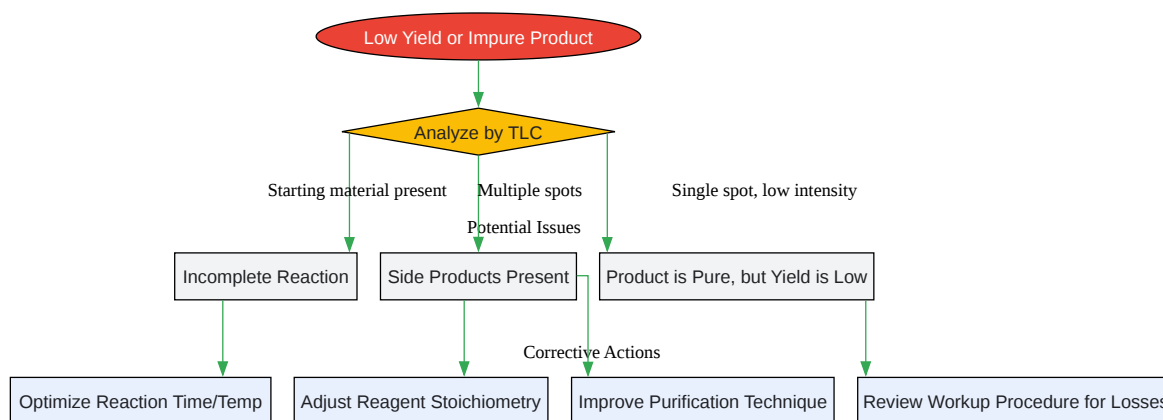 Low Yield or Impure Product
Analyze by TLC
Starting material present
Multiple spots
Single spot, low intensity
Potential Issues
Incomplete Reaction
Side Products Present
Product is Pure, but Yield is Low
Corrective Actions
Optimize Reaction Time/Temp
Adjust Reagent Stoichiometry
Improve Purification Technique
Review Workup Procedure for Losses